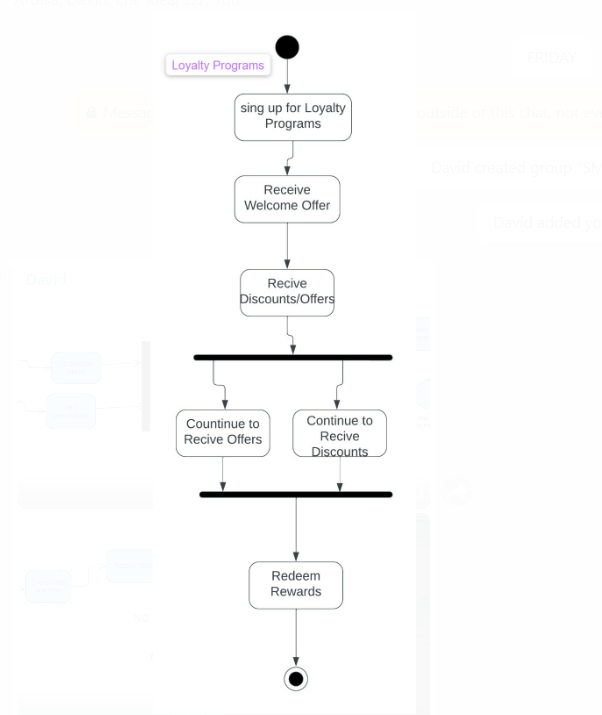 FRIDAY
Loyalty Programs
sing up for Loyalty
Programs
David created group "SM
David added yo
Receive
Welcome Offer
Recive
Discounts/Offers
Countinue to
Recive Offers
Continue to
Recive
Discounts
Redeem
Rewards